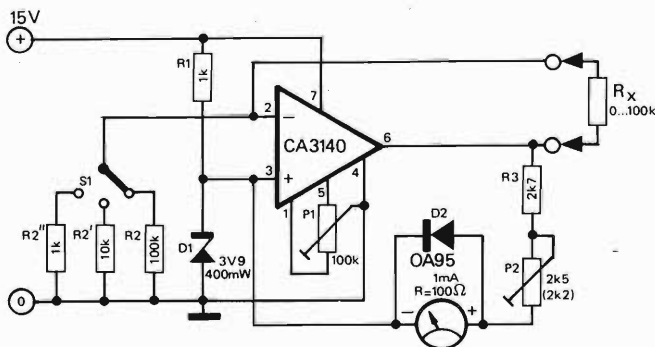 15V
+
R1
1k
7
2
−
CA3140
6
3
+
4
5
1
P1
100k
S1
R2"
1k
R2'
10k
R2
100k
D1
3V9
400mW
0
Rx
0...100k
R3
2k7
D2
OA95
1mA
R=100Ω
−
+
P2
2k5
(2k2)